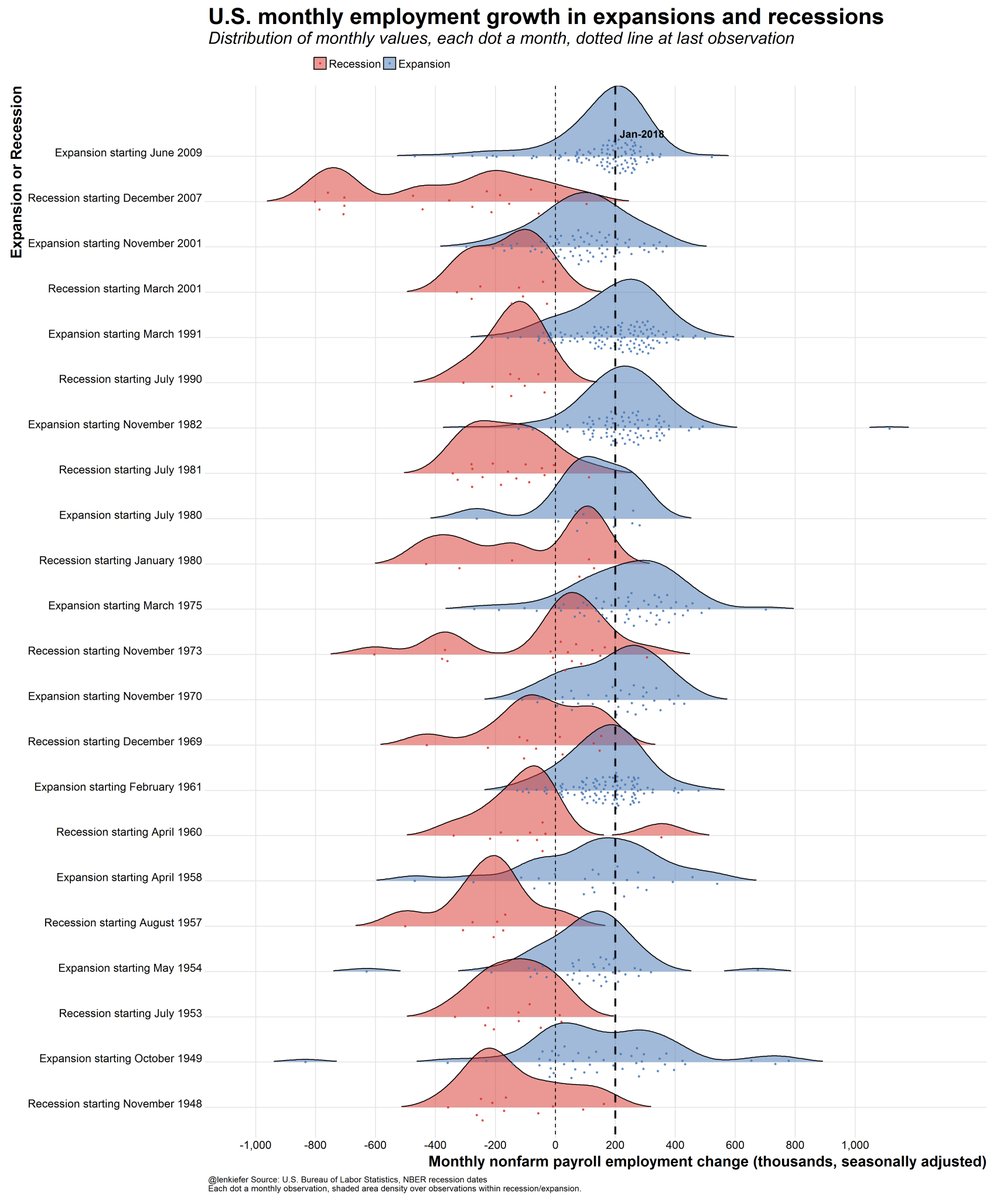 U.S. monthly employment growth in expansions and recessions
Distribution of monthly values, each dot a month, dotted line at last observation
Recession Expansion
Expansion or Recession
Jan-2018
Expansion starting June 2009
Recession starting December 2007
Expansion starting November 2001
Recession starting March 2001
Expansion starting March 1991
Recession starting July 1990
Expansion starting November 1982
Recession starting July 1981
Expansion starting July 1980
Recession starting January 1980
Expansion starting March 1975
Recession starting November 1973
Expansion starting November 1970
Recession starting December 1969
Expansion starting February 1961
Recession starting April 1960
Expansion starting April 1958
Recession starting August 1957
Expansion starting May 1954
Recession starting July 1953
Expansion starting October 1949
Recession starting November 1948
-1,000 -800 -600 -400 -200 0 200 400 600 800 1,000
Monthly nonfarm payroll employment change (thousands, seasonally adjusted)
@lenkiefer Source: U.S. Bureau of Labor Statistics, NBER recession dates
Each dot a monthly observation, shaded area density over observations within recession/expansion.